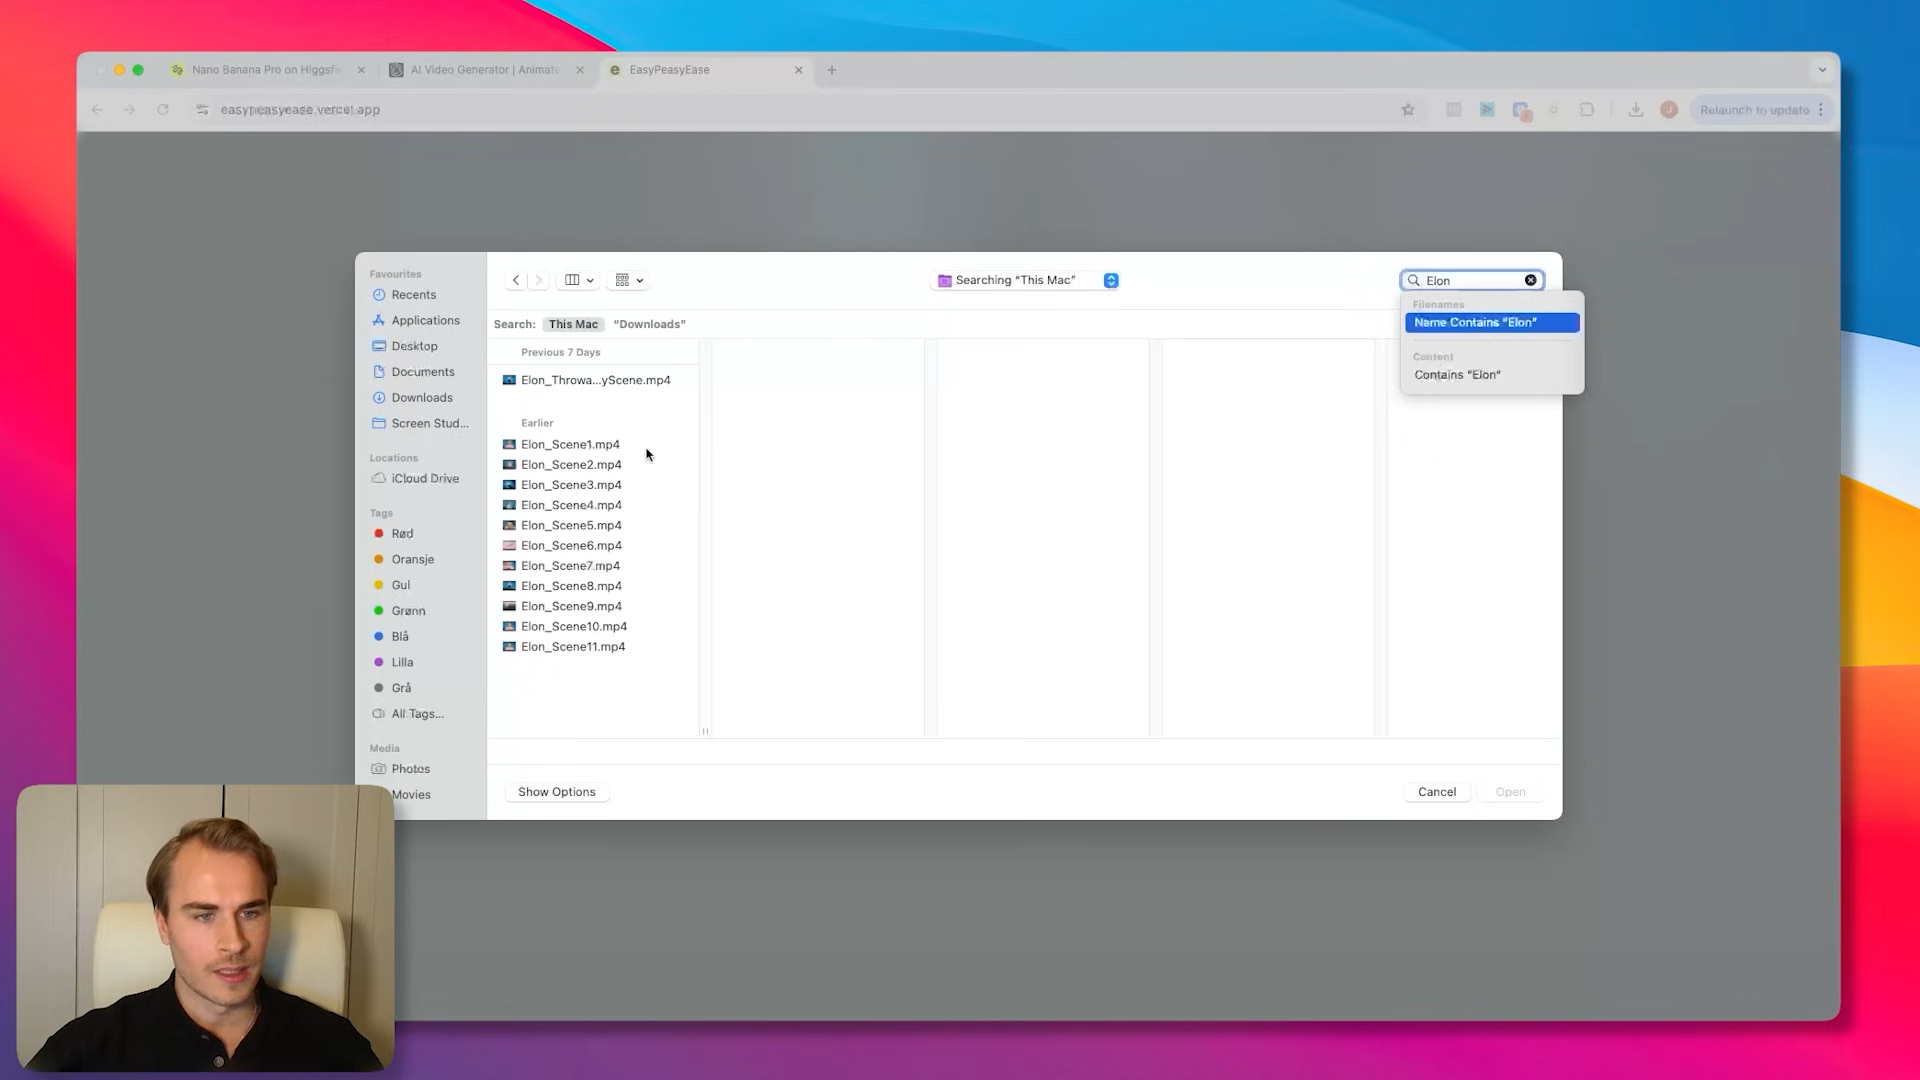 Nano Banana Pro on Higgsfi
AI Video Generator | Animate
EasyPeasyEase
easypeasyease.vercel.app
Relaunch to update
Favourites
Recents
Applications
Desktop
Documents
Downloads
Screen Stud...
Locations
iCloud Drive
Tags
Rød
Oransje
Gul
Grønn
Blå
Lilla
Grå
All Tags...
Media
Photos
Movies
Searching “This Mac”
Elon
Filenames
Name Contains “Elon”
Content
Contains “Elon”
Search: This Mac “Downloads”
Previous 7 Days
Elon_Throwa...yScene.mp4
Earlier
Elon_Scene1.mp4
Elon_Scene2.mp4
Elon_Scene3.mp4
Elon_Scene4.mp4
Elon_Scene5.mp4
Elon_Scene6.mp4
Elon_Scene7.mp4
Elon_Scene8.mp4
Elon_Scene9.mp4
Elon_Scene10.mp4
Elon_Scene11.mp4
Show Options
Cancel
Open